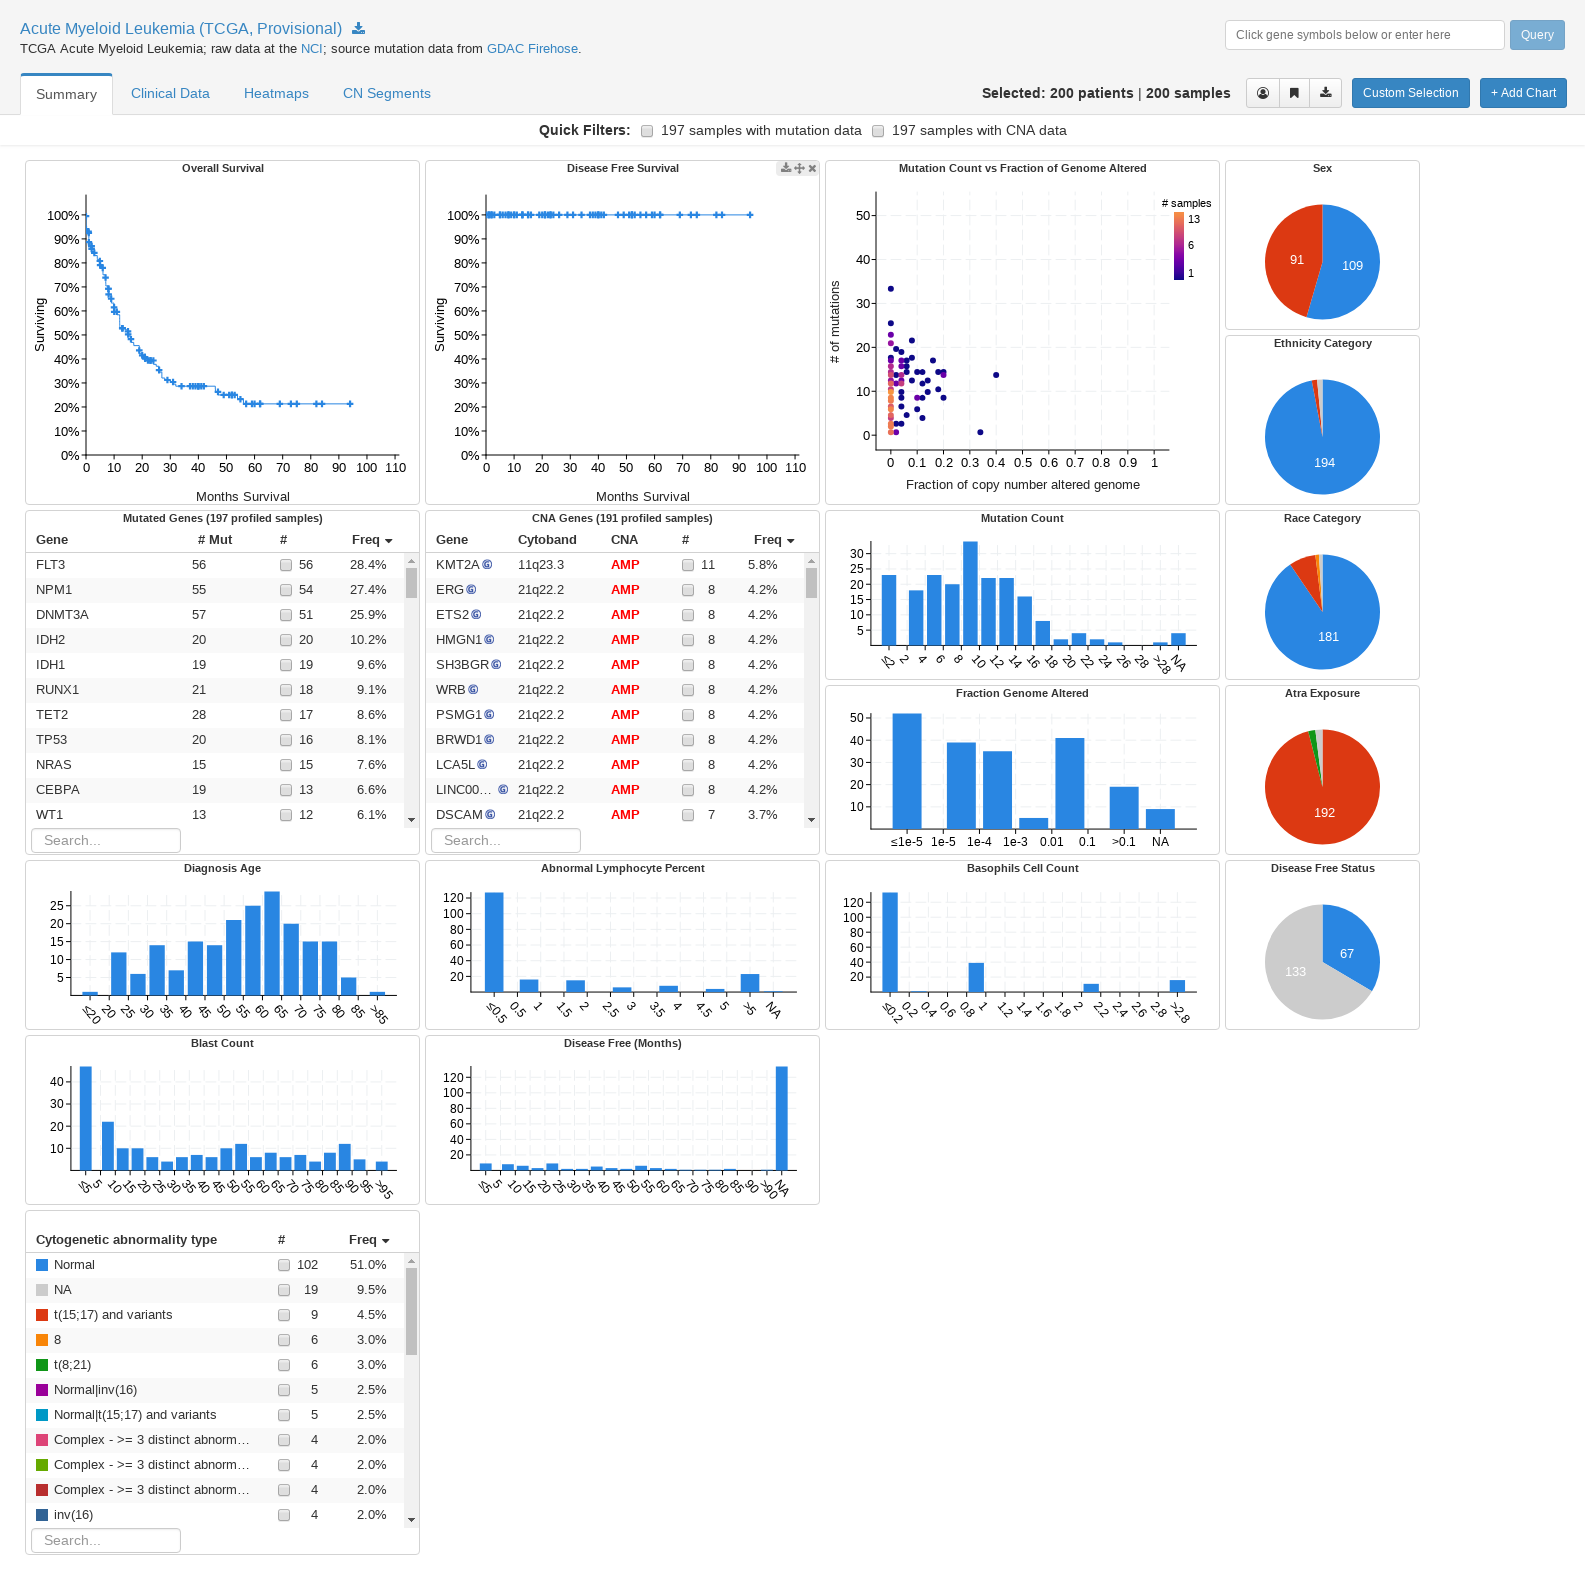 Acute Myeloid Leukemia (TCGA, Provisional)
TCGA Acute Myeloid Leukemia; raw data at the NCI; source mutation data from GDAC Firehose.
Click gene symbols below or enter here
Query
Summary
Clinical Data
Heatmaps
CN Segments
Selected: 200 patients | 200 samples
Custom Selection
+ Add Chart
Quick Filters: 197 samples with mutation data 197 samples with CNA data
Overall Survival
Surviving
100%
90%
80%
70%
60%
50%
40%
30%
20%
10%
0%
0 10 20 30 40 50 60 70 80 90 100 110
Months Survival
Disease Free Survival
Surviving
100%
90%
80%
70%
60%
50%
40%
30%
20%
10%
0%
0 10 20 30 40 50 60 70 80 90 100 110
Months Survival
Mutation Count vs Fraction of Genome Altered
# samples
13
6
1
# of mutations
50
40
30
20
10
0
0 0.1 0.2 0.3 0.4 0.5 0.6 0.7 0.8 0.9 1
Fraction of copy number altered genome
Sex
91
109
Ethnicity Category
194
Mutated Genes (197 profiled samples)
Gene # Mut # Freq
FLT3 56 56 28.4%
NPM1 55 54 27.4%
DNMT3A 57 51 25.9%
IDH2 20 20 10.2%
IDH1 19 19 9.6%
RUNX1 21 18 9.1%
TET2 28 17 8.6%
TP53 20 16 8.1%
NRAS 15 15 7.6%
CEBPA 19 13 6.6%
WT1 13 12 6.1%
Search...
CNA Genes (191 profiled samples)
Gene Cytoband CNA # Freq
KMT2A G 11q23.3 AMP 11 5.8%
ERG G 21q22.2 AMP 8 4.2%
ETS2 G 21q22.2 AMP 8 4.2%
HMGN1 G 21q22.2 AMP 8 4.2%
SH3BGR G 21q22.2 AMP 8 4.2%
WRB G 21q22.2 AMP 8 4.2%
PSMG1 G 21q22.2 AMP 8 4.2%
BRWD1 G 21q22.2 AMP 8 4.2%
LCA5L G 21q22.2 AMP 8 4.2%
LINC00... G 21q22.2 AMP 8 4.2%
DSCAM G 21q22.2 AMP 7 3.7%
Search...
Mutation Count
30
25
20
15
10
5
≤2 2 4 6 8 10 12 14 16 18 20 22 24 26 28 >28 NA
Race Category
181
Fraction Genome Altered
50
40
30
20
10
≤1e-5 1e-5 1e-4 1e-3 0.01 0.1 >0.1 NA
Atra Exposure
192
Diagnosis Age
25
20
15
10
5
≤20 20 25 30 35 40 45 50 55 60 65 70 75 80 85 >85
Abnormal Lymphocyte Percent
120
100
80
60
40
20
≤0.5 0.5 1 1.5 2 2.5 3 3.5 4 4.5 5 >5 NA
Basophils Cell Count
120
100
80
60
40
20
≤0.2 0.2 0.4 0.6 0.8 1 1.2 1.4 1.6 1.8 2 2.2 2.4 2.6 2.8 >2.8
Disease Free Status
67
133
Blast Count
40
30
20
10
≤5 5 10 15 20 25 30 35 40 45 50 55 60 65 70 75 80 85 90 95 >95
Disease Free (Months)
120
100
80
60
40
20
≤5 5 10 15 20 25 30 35 40 45 50 55 60 65 70 75 80 85 90 >90 NA
Cytogenetic abnormality type # Freq
Normal 102 51.0%
NA 19 9.5%
t(15;17) and variants 9 4.5%
8 6 3.0%
t(8;21) 6 3.0%
Normal|inv(16) 5 2.5%
Normal|t(15;17) and variants 5 2.5%
Complex - >= 3 distinct abnorm... 4 2.0%
Complex - >= 3 distinct abnorm... 4 2.0%
Complex - >= 3 distinct abnorm... 4 2.0%
inv(16) 4 2.0%
Search...